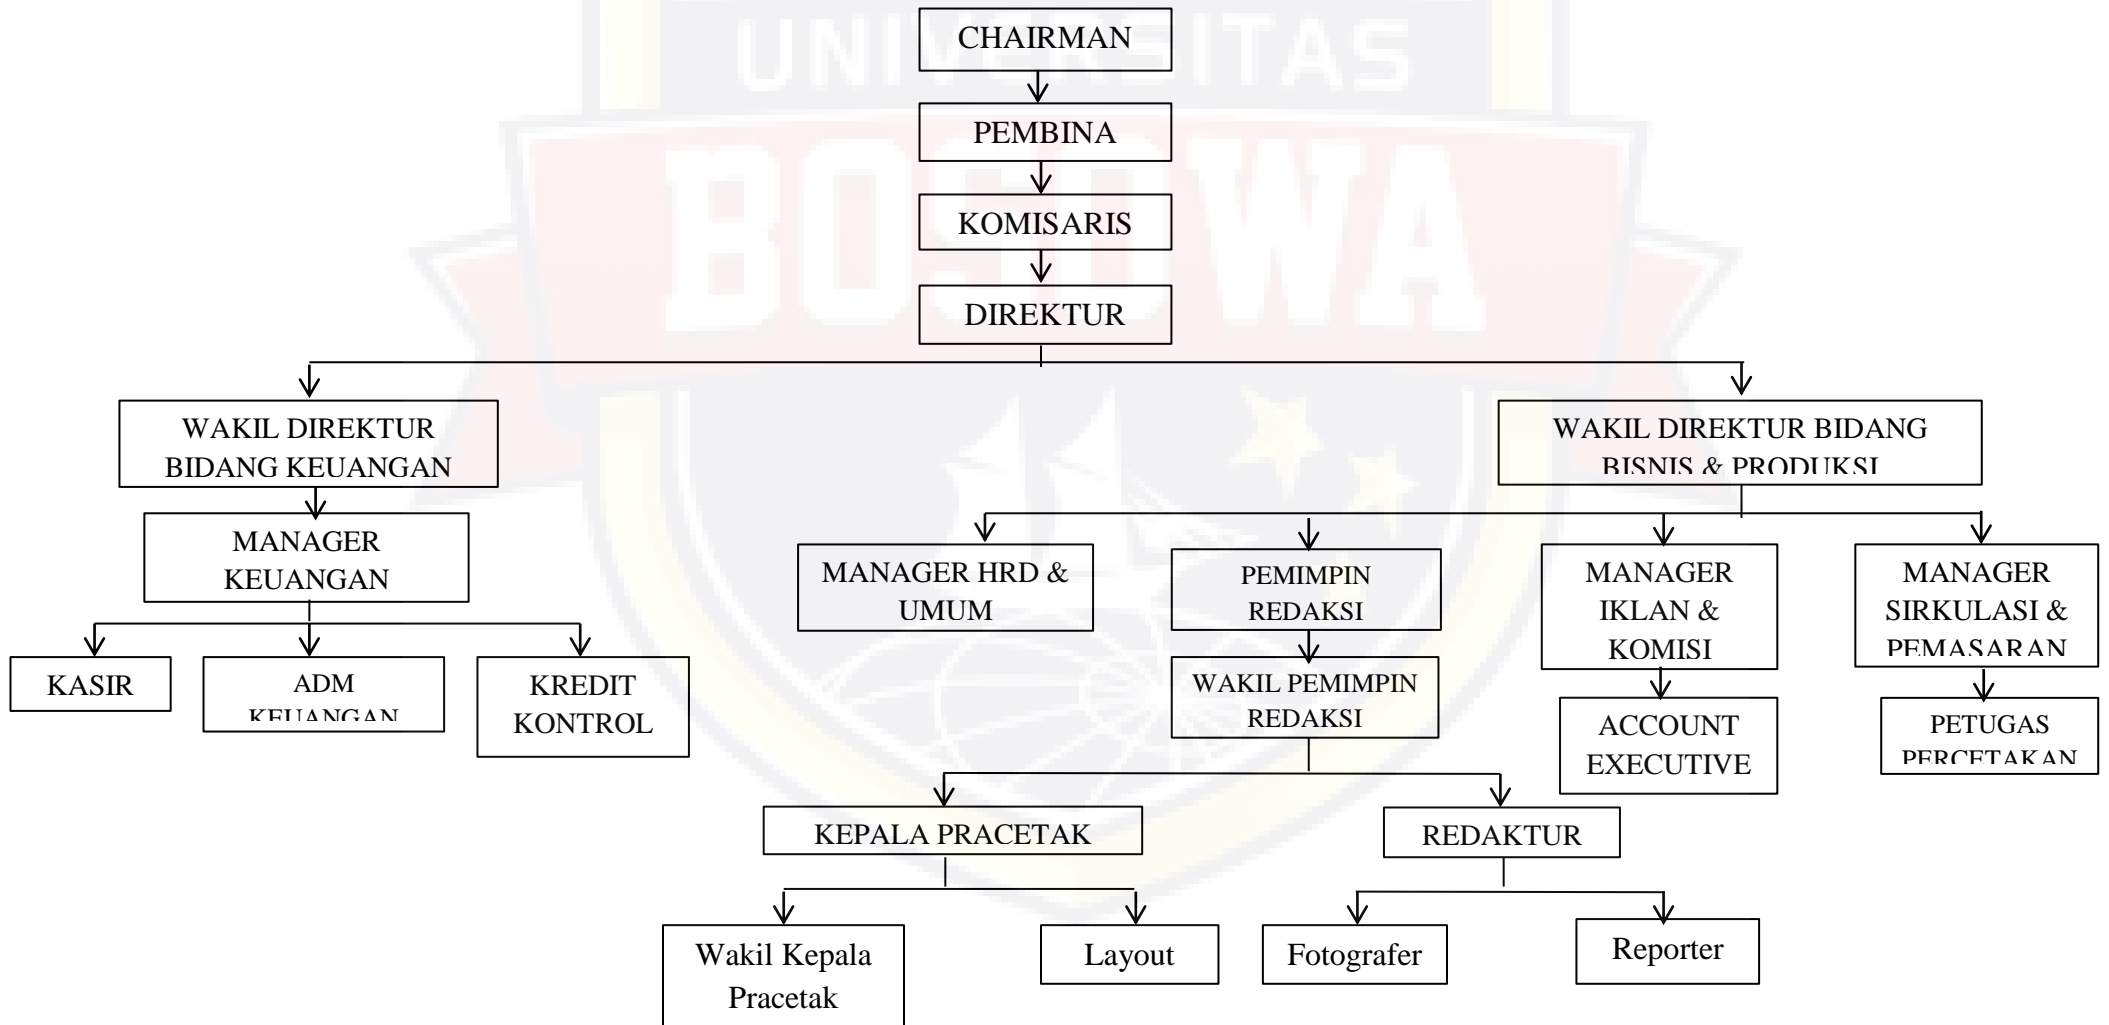 UNIVERSITAS
BOSOWA
CHAIRMAN
PEMBINA
KOMISARIS
DIREKTUR
WAKIL DIREKTUR
BIDANG KEUANGAN
WAKIL DIREKTUR BIDANG
BISNIS & PRODUKSI
MANAGER
KEUANGAN
MANAGER HRD &
UMUM
PEMIMPIN
REDAKSI
MANAGER
IKLAN &
KOMISI
MANAGER
SIRKULASI &
PEMASARAN
KASIR
ADM
KEUANGAN
KREDIT
KONTROL
WAKIL PEMIMPIN
REDAKSI
ACCOUNT
EXECUTIVE
PETUGAS
PERCETAKAN
KEPALA PRACETAK
REDAKTUR
Wakil Kepala
Pracetak
Layout
Fotografer
Reporter